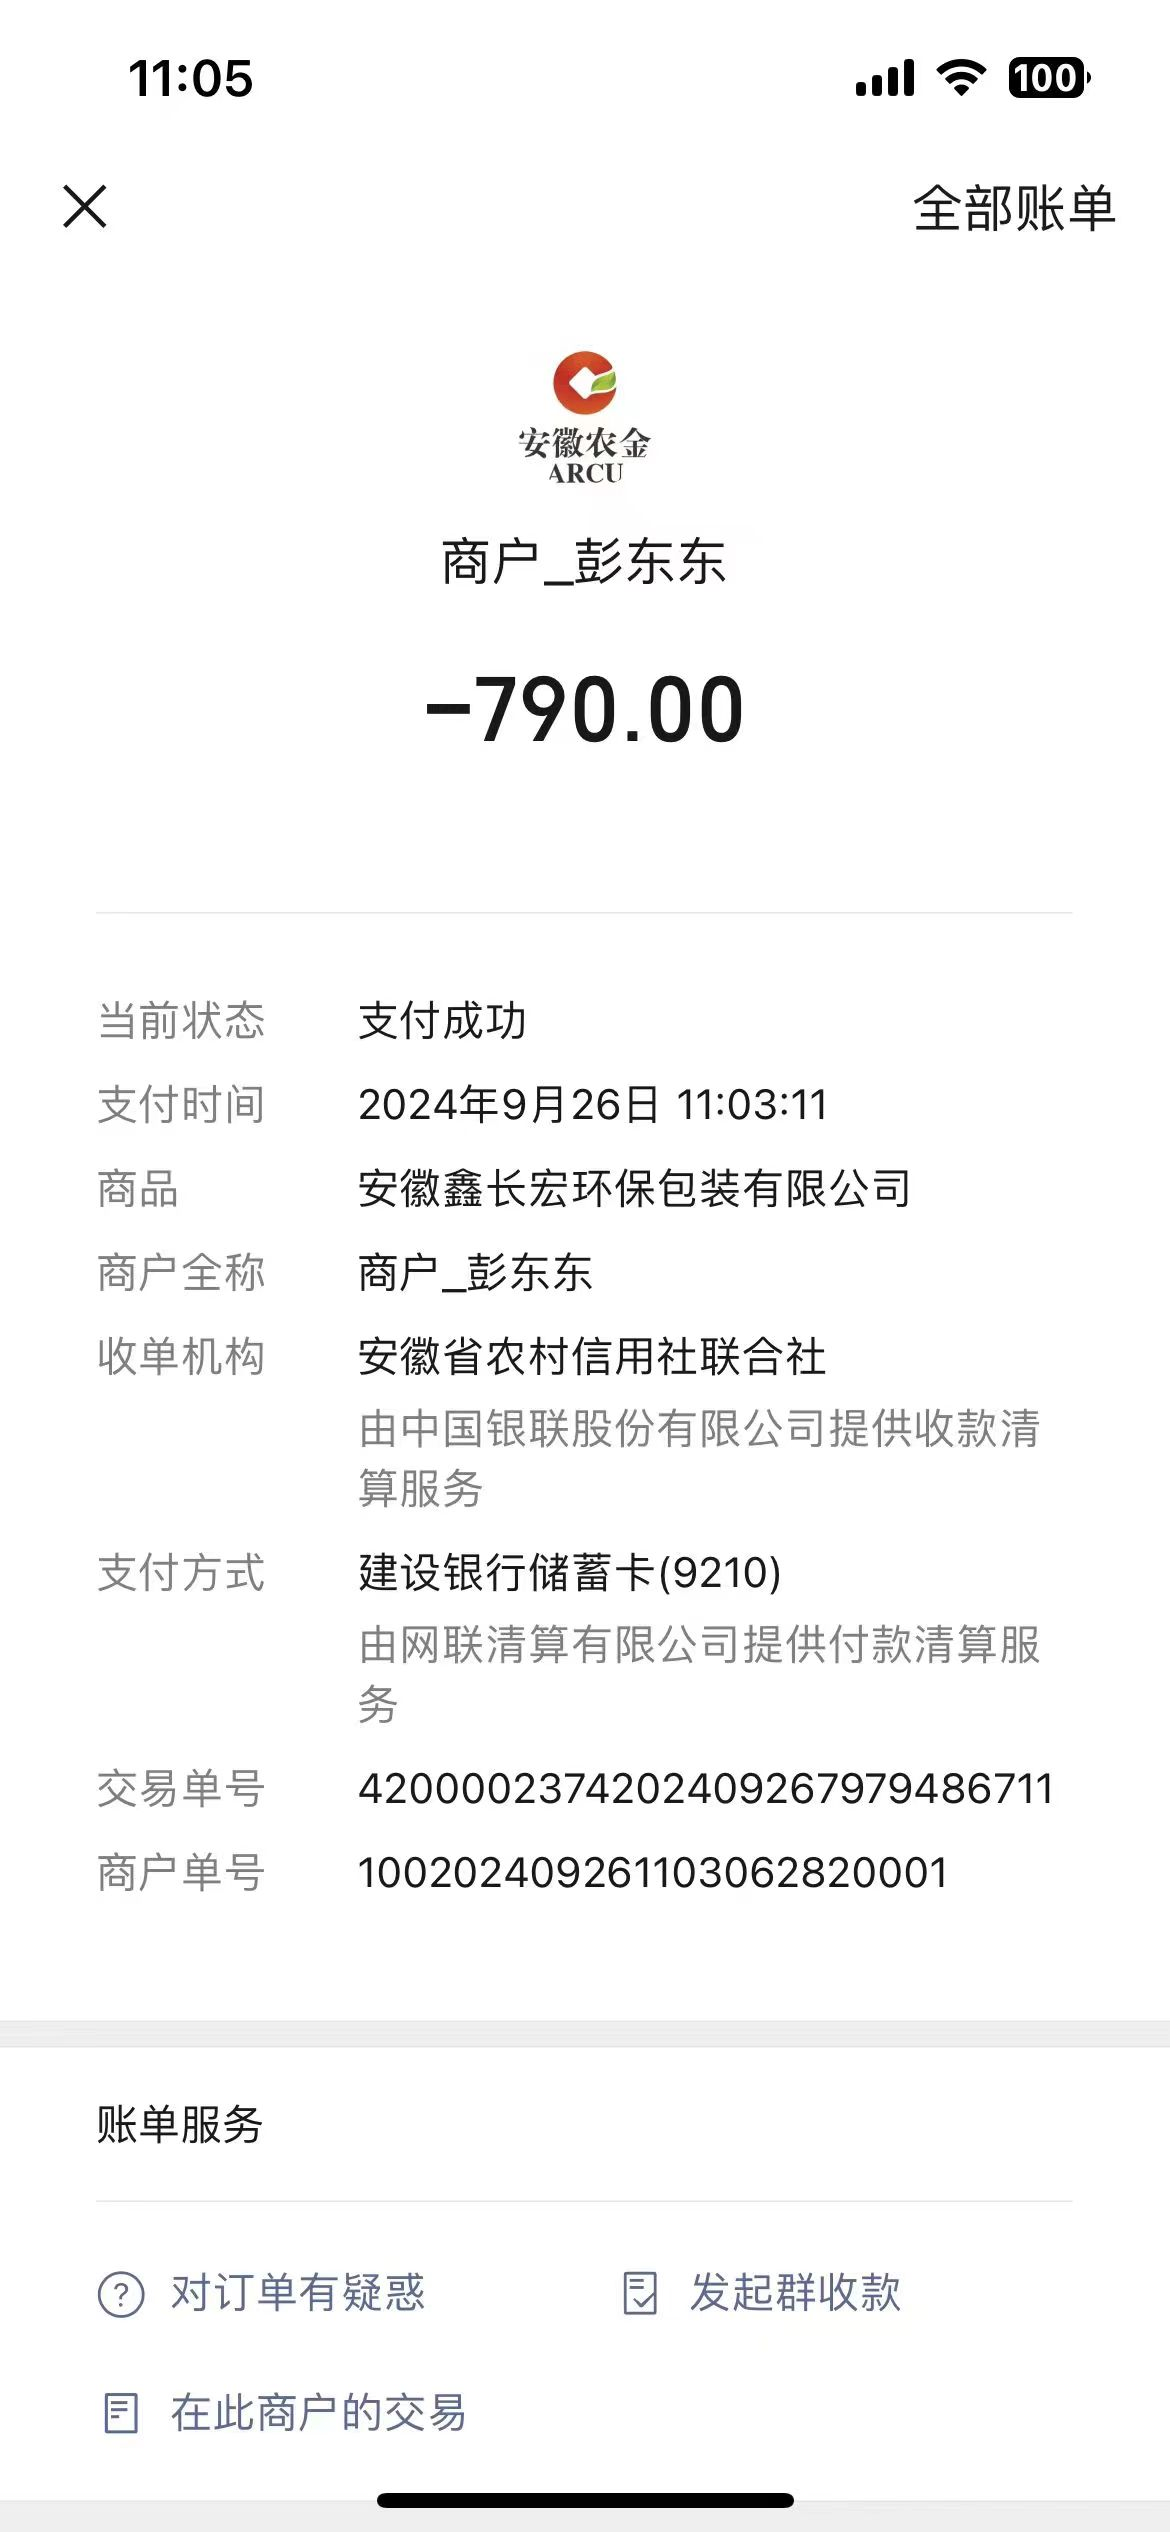 11:05
100
全部账单
安徽农金
ARCU
商户_彭东东
-790.00
当前状态 支付成功
支付时间 2024年9月26日 11:03:11
商品 安徽鑫长宏环保包装有限公司
商户全称 商户_彭东东
收单机构 安徽省农村信用社联合社
由中国银联股份有限公司提供收款清
算服务
支付方式 建设银行储蓄卡(9210)
由网联清算有限公司提供付款清算服
务
交易单号 4200002374202409267979486711
商户单号 100202409261103062820001
账单服务
对订单有疑惑 发起群收款
在此商户的交易